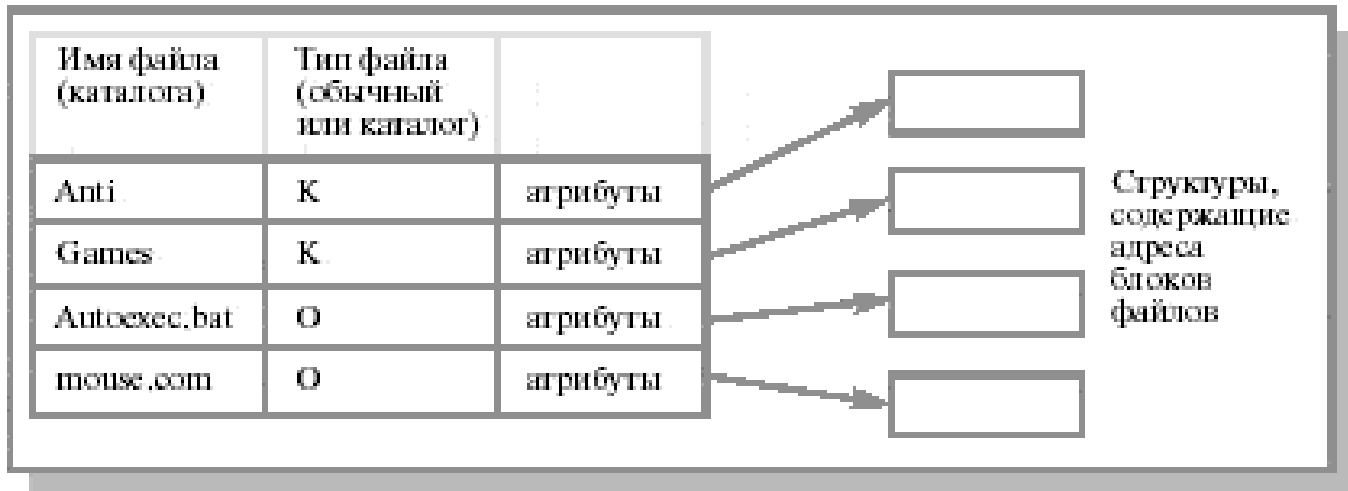 Имя файла
(каталога)
Тип файла
(обычный
или каталог)
Anti
К
атрибуты
Games
К
атрибуты
Autoexec.bat
О
атрибуты
mouse.com
О
атрибуты
Структуры,
содержащие
адреса
блоков
файлов